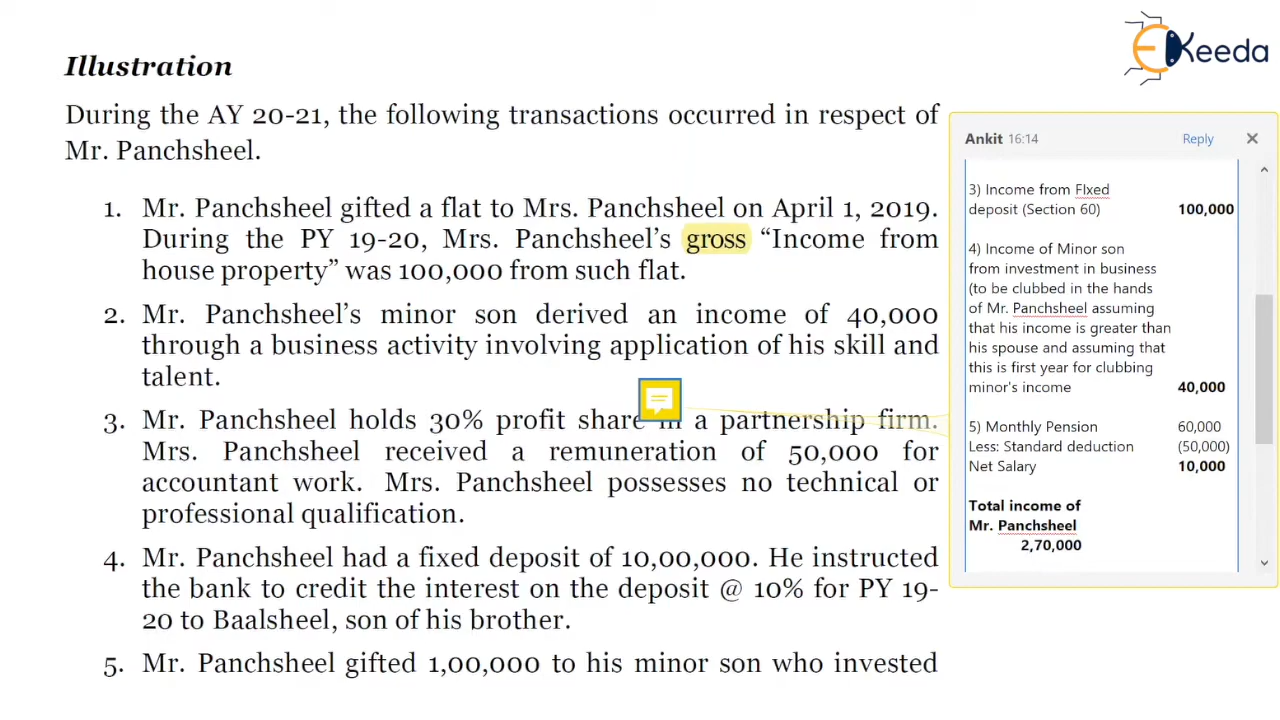 EKeeda
Illustration
During the AY 20-21, the following transactions occurred in respect of
Mr. Panchsheel.
1. Mr. Panchsheel gifted a flat to Mrs. Panchsheel on April 1, 2019.
During the PY 19-20, Mrs. Panchsheel’s gross “Income from
house property” was 100,000 from such flat.
2. Mr. Panchsheel’s minor son derived an income of 40,000
through a business activity involving application of his skill and
talent.
3. Mr. Panchsheel holds 30% profit share in a partnership firm.
Mrs. Panchsheel received a remuneration of 50,000 for
accountant work. Mrs. Panchsheel possesses no technical or
professional qualification.
4. Mr. Panchsheel had a fixed deposit of 10,00,000. He instructed
the bank to credit the interest on the deposit @ 10% for PY 19-
20 to Baalsheel, son of his brother.
5. Mr. Panchsheel gifted 1,00,000 to his minor son who invested
Ankit 16:14 Reply
3) Income from FIxed
deposit (Section 60) 100,000
4) Income of Minor son
from investment in business
(to be clubbed in the hands
of Mr. Panchsheel assuming
that his income is greater than
his spouse and assuming that
this is first year for clubbing
minor's income 40,000
5) Monthly Pension 60,000
Less: Standard deduction (50,000)
Net Salary 10,000
Total income of
Mr. Panchsheel
2,70,000